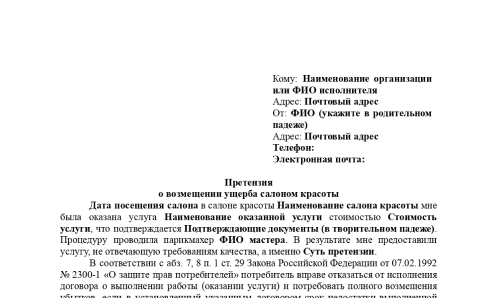 Кому: Наименование организации
или ФИО исполнителя
Адрес: Почтовый адрес
От: ФИО (укажите в родительном
падеже)
Адрес: Почтовый адрес
Телефон:
Электронная почта:
Претензия
о возмещении ущерба салоном красоты
Дата посещения салона в салоне красоты Наименование салона красоты мне
была оказана услуга Наименование оказанной услуги стоимостью Стоимость
услуги, что подтверждается Подтверждающие документы (в творительном падеже).
Процедуру проводила парикмахер ФИО мастера. В результате мне предоставили
услугу, не отвечающую требованиям качества, а именно Суть претензии.
В соответствии с абз. 7, 8 п. 1 ст. 29 Закона Российской Федерации от 07.02.1992
№ 2300-1 «О защите прав потребителей» потребитель вправе отказаться от исполнения
договора о выполнении работы (оказании услуги) и потребовать полного возмещения
убытков, если в установленный указанным договором срок недостатки выполненной